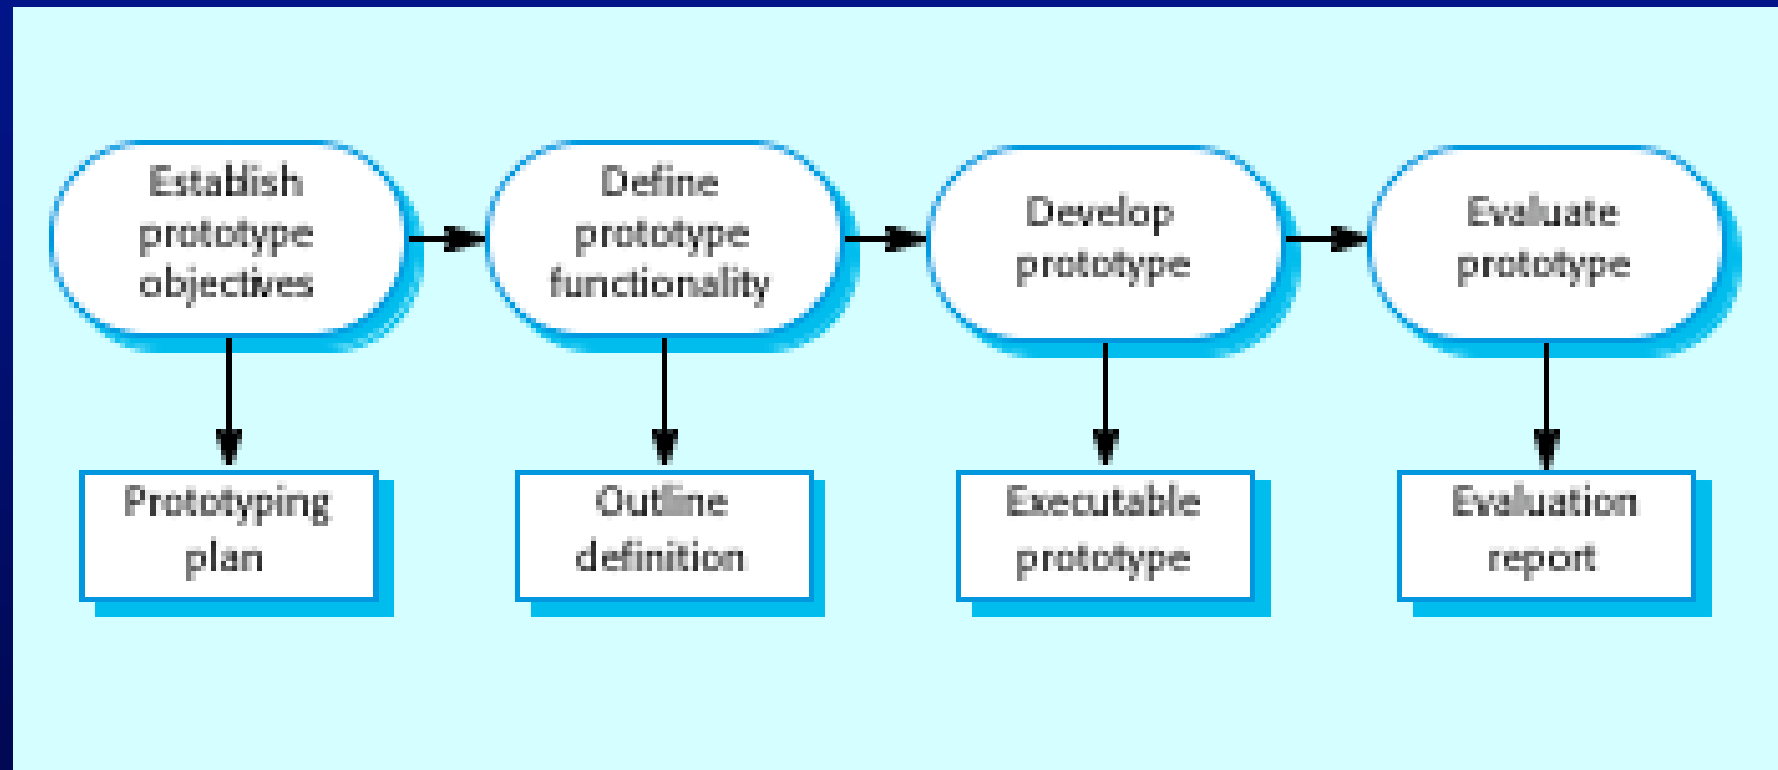 Establish
prototype
objectives
Define
prototype
functionality
Develop
prototype
Evaluate
prototype
Prototyping
plan
Outline
definition
Executable
prototype
Evaluation
report